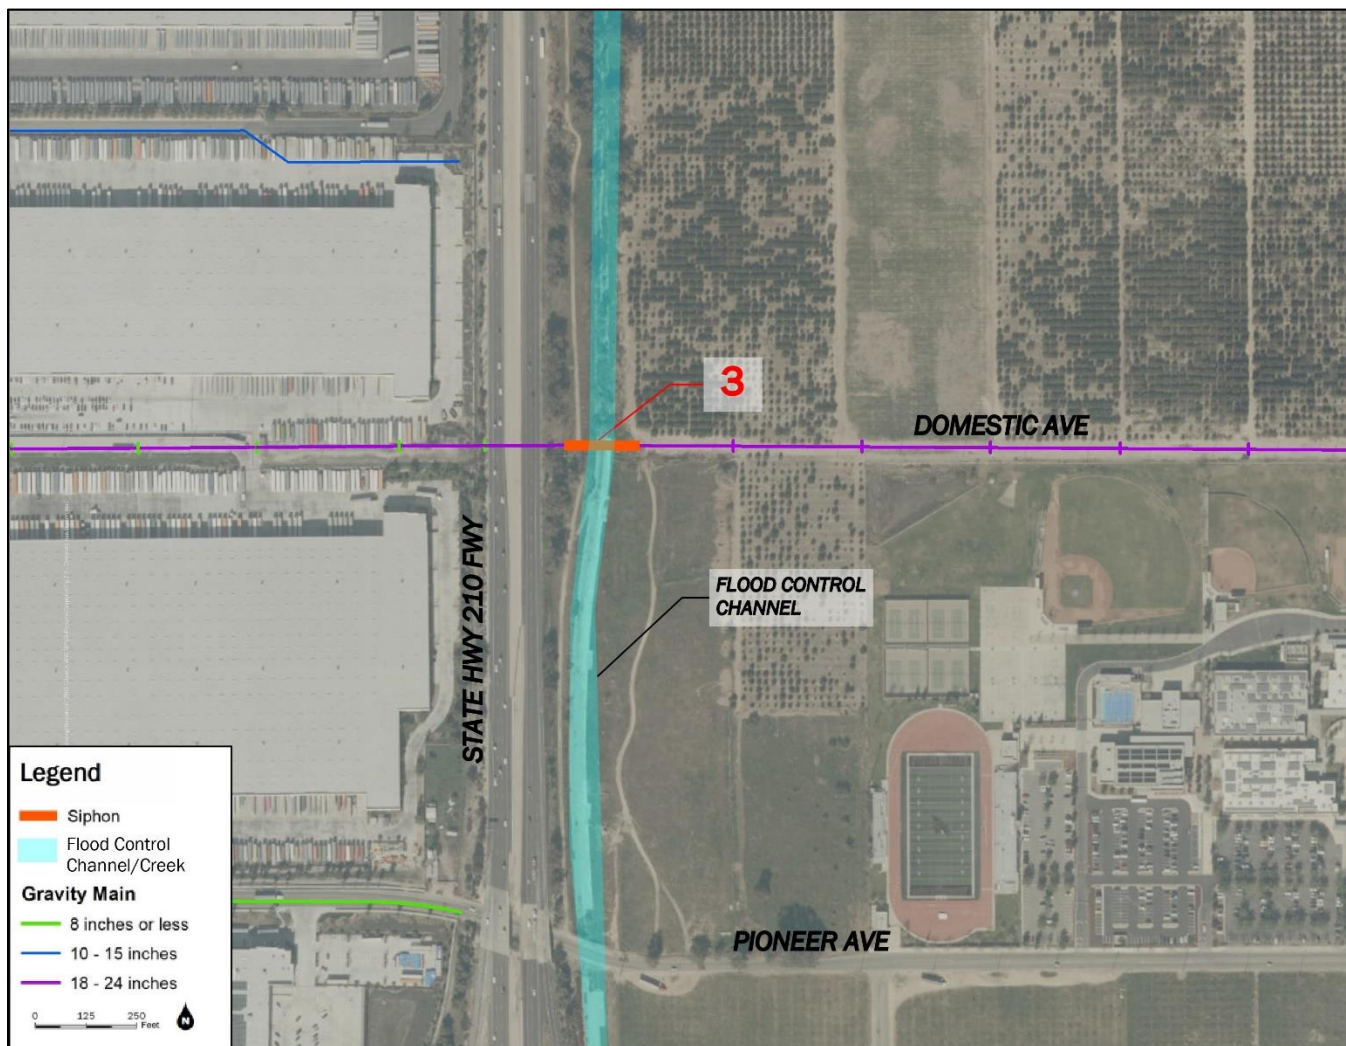 3
DOMESTIC AVE
STATE HWY 210 FWY
FLOOD CONTROL
CHANNEL
PIONEER AVE
Legend
Siphon
Flood Control
Channel/Creek
Gravity Main
8 inches or less
10 - 15 inches
18 - 24 inches
0 125 250
Feet
N